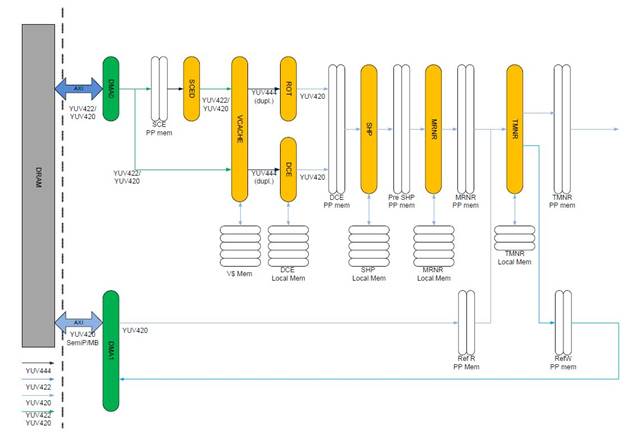 DRAM
AXI
YUV422/
YUV420
DMA0
SCE
PP mem
SCED
YUV422/
YUV420
YUV422/
YUV420
VCACHE
YUV444
(dupl.)
ROT
YUV420
YUV444
(dupl.)
DCE
YUV420
DCE
PP mem
SHP
Pre SHP
PP mem
MRNR
MRNR
PP mem
TMNR
TMNR
PP mem
V$ Mem
DCE
Local Mem
SHP
Local Mem
MRNR
Local Mem
TMNR
Local Mem
AXI
YUV420
SemiP/MB
DMA1
YUV420
Ref R
PP Mem
RefW
PP mem
YUV444
YUV422
YUV420
YUV422
YUV420